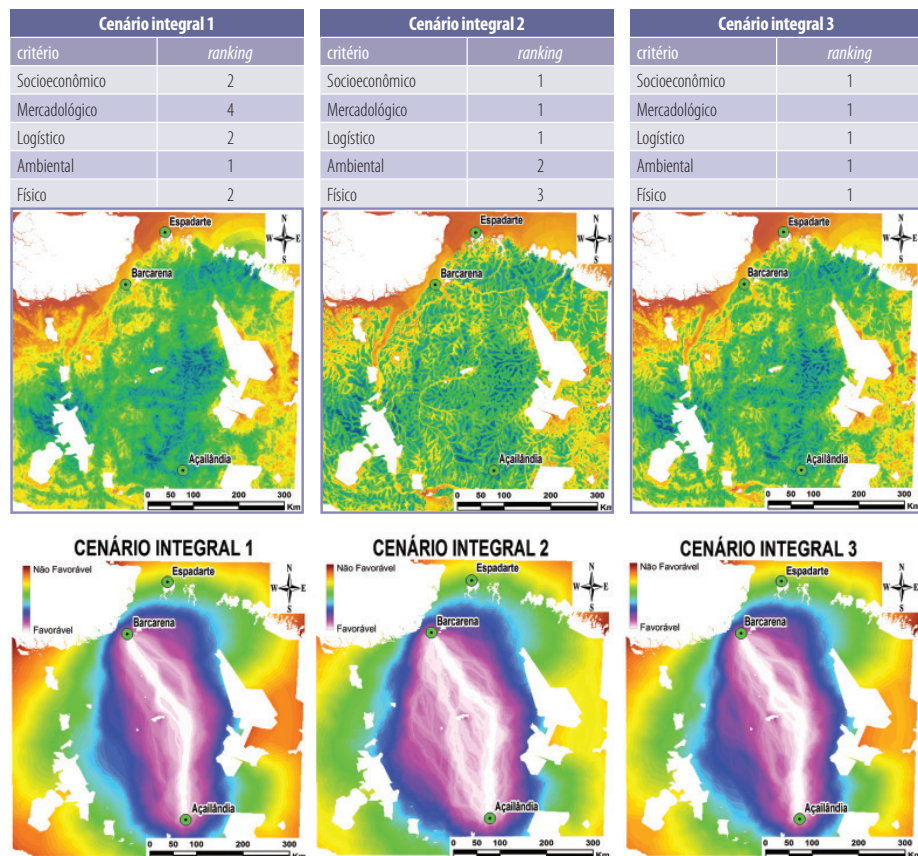 Cenário integral 1
critério ranking
Socioeconômico 2
Mercadológico 4
Logístico 2
Ambiental 1
Físico 2
Cenário integral 2
critério ranking
Socioeconômico 1
Mercadológico 1
Logístico 1
Ambiental 2
Físico 3
Cenário integral 3
critério ranking
Socioeconômico 1
Mercadológico 1
Logístico 1
Ambiental 1
Físico 1
Espadarte
N
W E
S
Barcarena
Açailândia
0 50 100 200 300
Km
Espadarte
N
W E
S
Barcarena
Açailândia
0 50 100 200 300
Km
Espadarte
N
W E
S
Barcarena
Açailândia
0 50 100 200 300
Km
CENÁRIO INTEGRAL 1
Não Favorável
Favorável
Espadarte
N
W E
S
Barcarena
Açailândia
0 50 100 200 300
Km
CENÁRIO INTEGRAL 2
Não Favorável
Favorável
Espadarte
N
W E
S
Barcarena
Açailândia
0 50 100 200 300
Km
CENÁRIO INTEGRAL 3
Não Favorável
Favorável
Espadarte
N
W E
S
Barcarena
Açailândia
0 50 100 200 300
Km